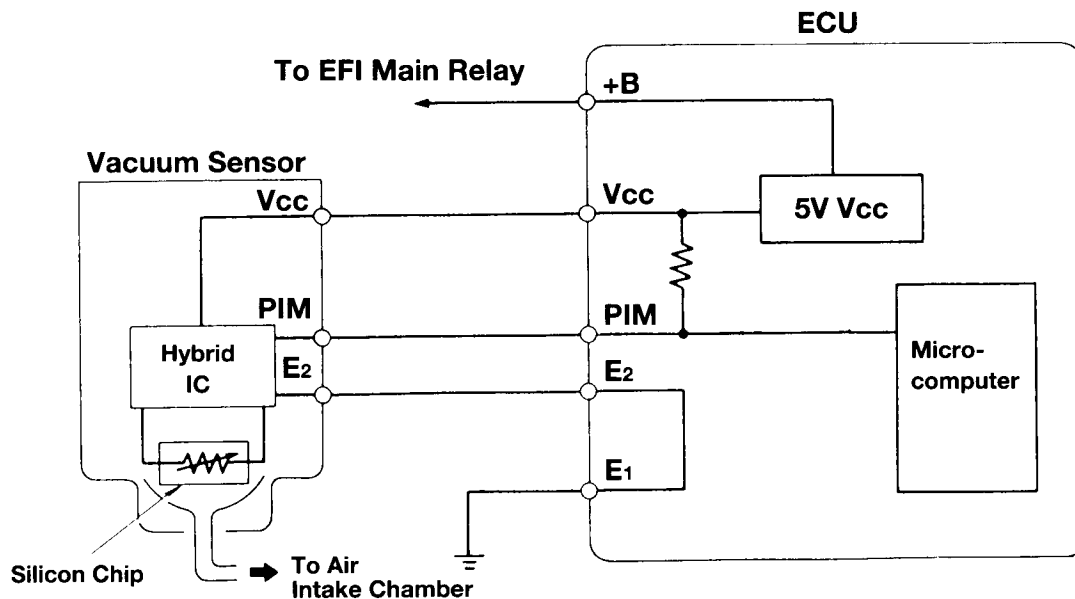 ECU
To EFI Main Relay
+B
Vacuum Sensor
Vcc
Vcc
5V Vcc
PIM
PIM
Hybrid
IC
E2
E2
Micro-
computer
E1
Silicon Chip
To Air
Intake Chamber